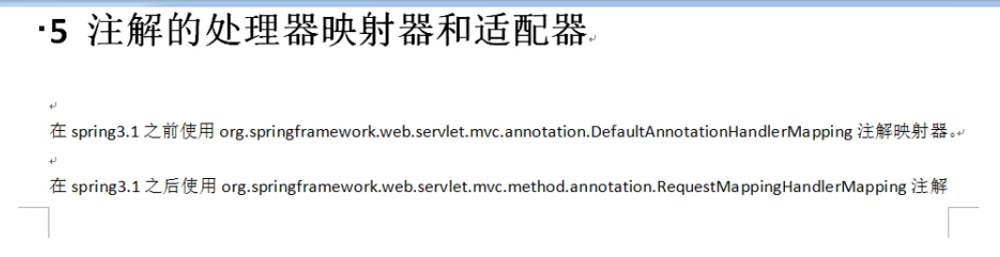 ·5 注解的处理器映射器和适配器
在 spring3.1 之前使用 org.springframework.web.servlet.mvc.annotation.DefaultAnnotationHandlerMapping 注解映射器。
在 spring3.1 之后使用 org.springframework.web.servlet.mvc.method.annotation.RequestMappingHandlerMapping 注解